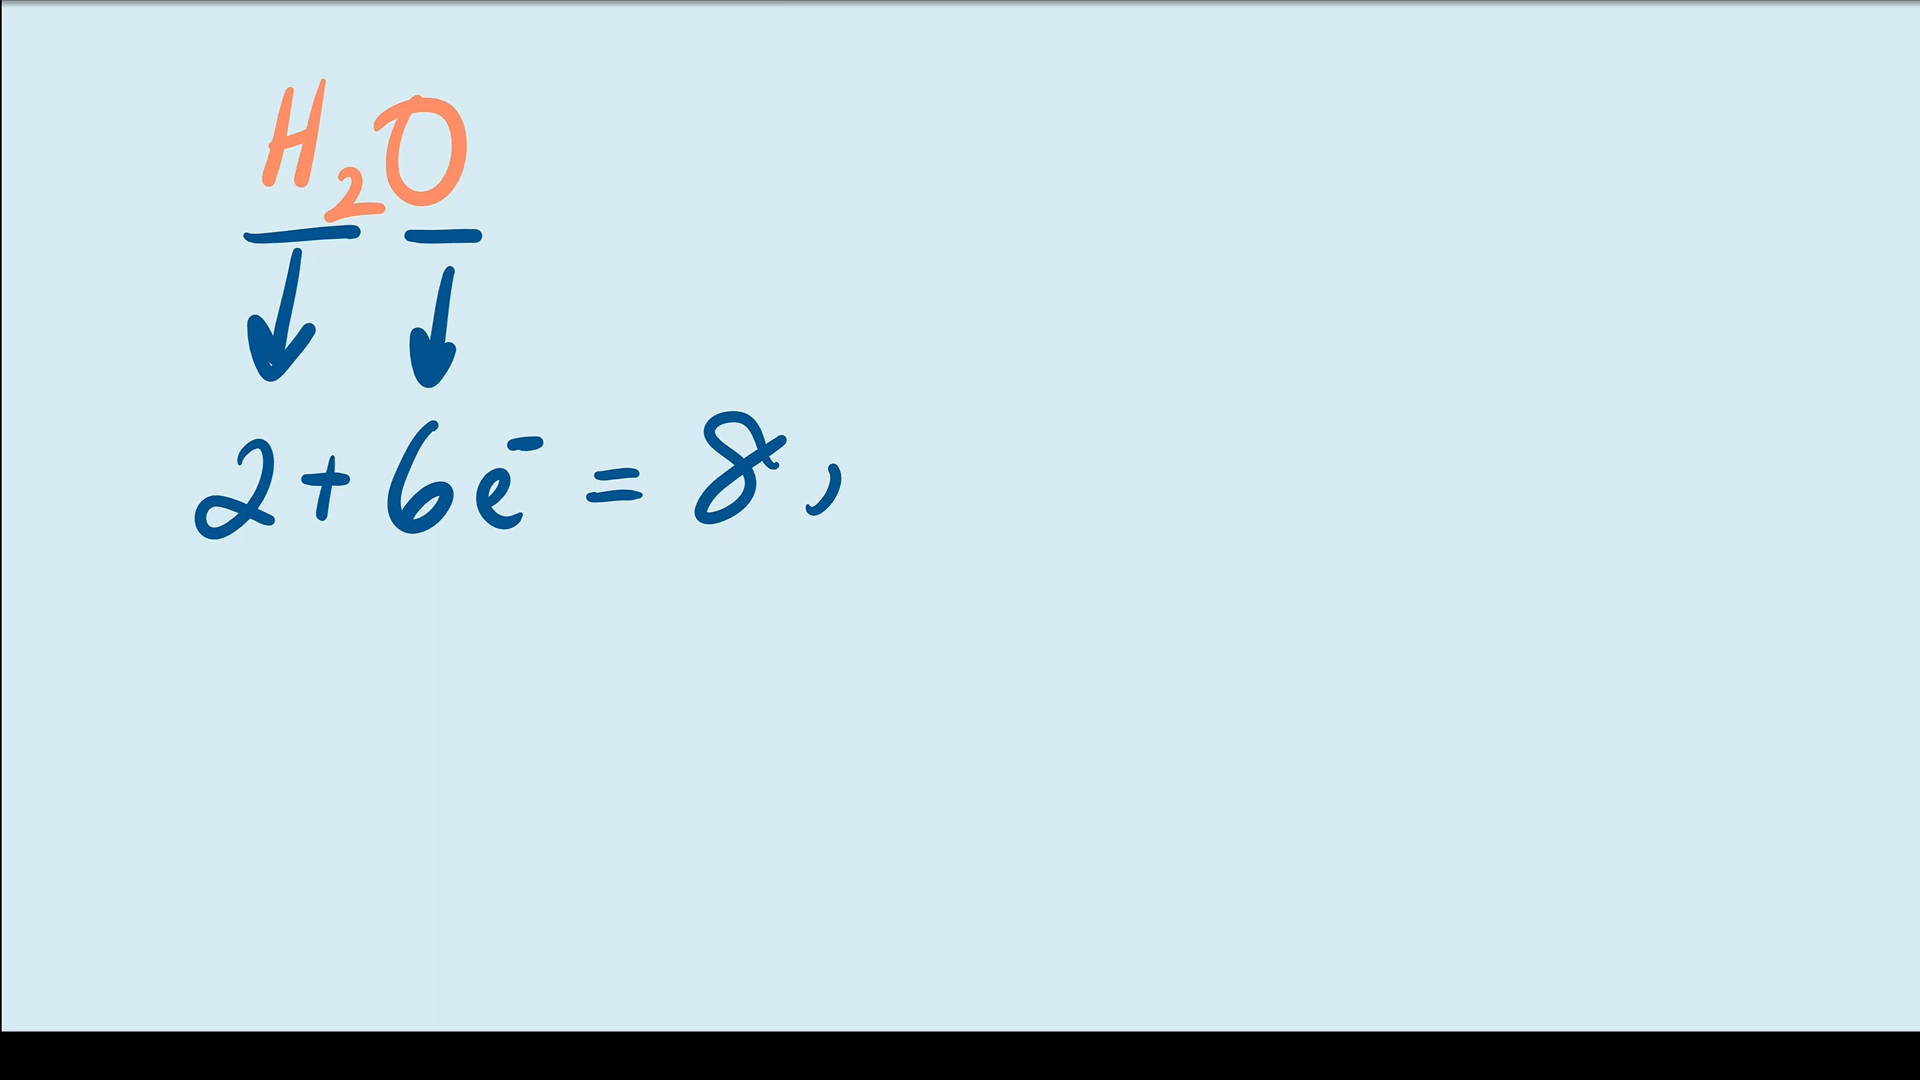 H₂O
2+6e⁻ = 8,